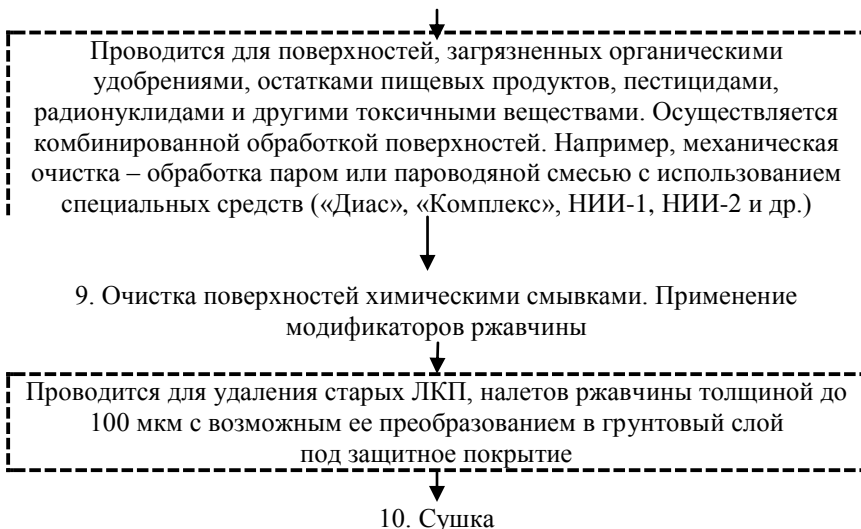 Проводится для поверхностей, загрязненных органическими
удобрениями, остатками пищевых продуктов, пестицидами,
радионуклидами и другими токсичными веществами. Осуществляется
комбинированной обработкой поверхностей. Например, механическая
очистка – обработка паром или пароводяной смесью с использованием
специальных средств («Диас», «Комплекс», НИИ-1, НИИ-2 и др.)
9. Очистка поверхностей химическими смывками. Применение
модификаторов ржавчины
Проводится для удаления старых ЛКП, налетов ржавчины толщиной до
100 мкм с возможным ее преобразованием в грунтовый слой
под защитное покрытие
10. Сушка